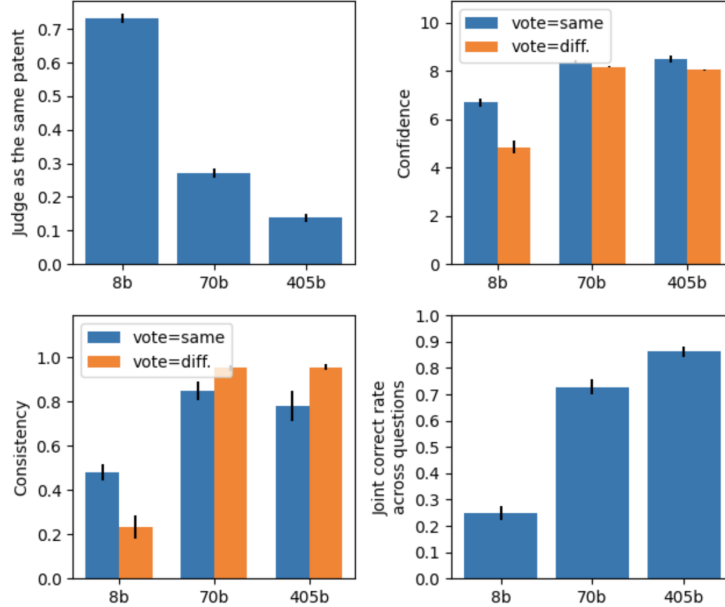 Judge as the same patent
0.7
0.6
0.5
0.4
0.3
0.2
0.1
0.0
8b 70b 405b
Confidence
10
8
6
4
2
0
vote=same
vote=diff.
8b 70b 405b
Consistency
1.0
0.8
0.6
0.4
0.2
0.0
vote=same
vote=diff.
8b 70b 405b
Joint correct rate
across questions
1.0
0.9
0.8
0.7
0.6
0.5
0.4
0.3
0.2
0.1
0.0
8b 70b 405b